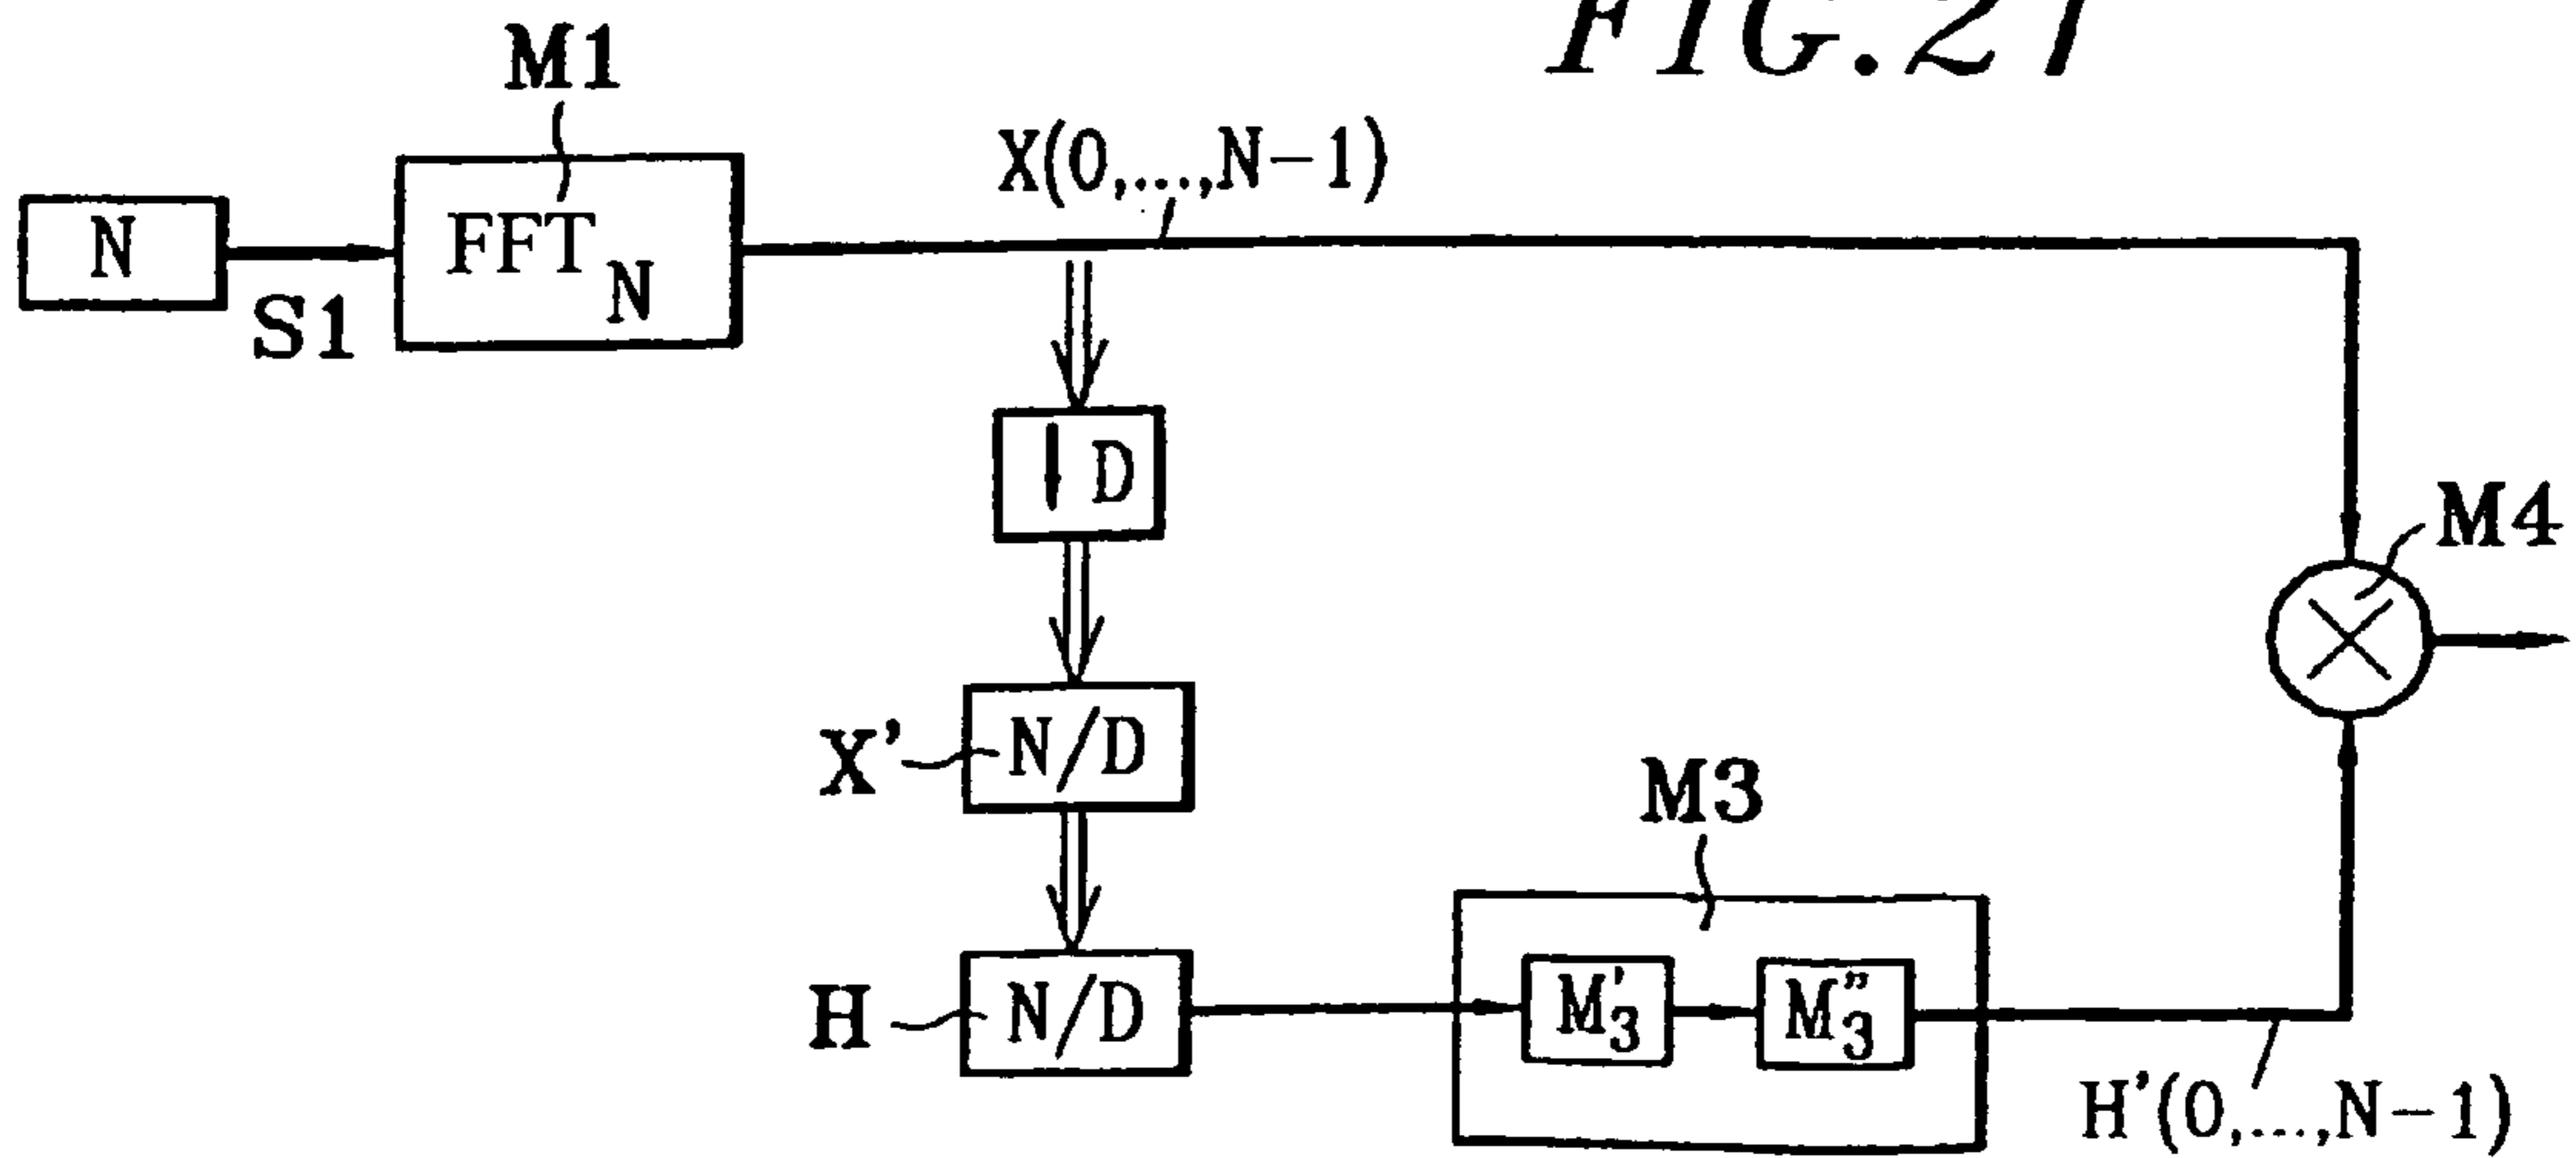 FIG. 21
M1
X(0,...,N-1)
N
FFT N
S1
D
M4
X'
N/D
M3
H
N/D
M'3
M"3
H'(0,...,N-1)